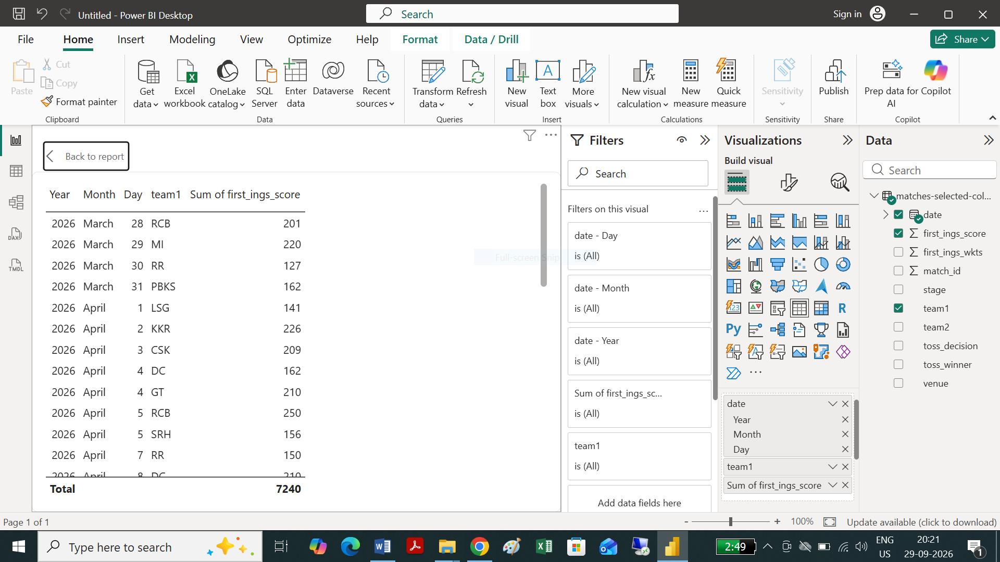 Untitled - Power BI Desktop
Search
Sign in
File
Home
Insert
Modeling
View
Optimize
Help
Format
Data / Drill
Share
Paste
Cut
Copy
Format painter
Clipboard
Get data
Excel workbook
OneLake catalog
SQL Server
Enter data
Dataverse
Recent sources
Data
Transform data
Refresh
Queries
New visual
Text box
More visuals
Insert
New visual calculation
New measure
Quick measure
Calculations
Sensitivity
Sensitivity
Publish
Share
Prep data for AI
Copilot
Copilot
DAX
TMDL
Back to report
Year Month Day team1 Sum of first_ings_score
2026 March 28 RCB 201
2026 March 29 MI 220
2026 March 30 RR 127
2026 March 31 PBKS 162
2026 April 1 LSG 141
2026 April 2 KKR 226
2026 April 3 CSK 209
2026 April 4 DC 162
2026 April 4 GT 210
2026 April 5 RCB 250
2026 April 5 SRH 156
2026 April 7 RR 150
2026 April 8 DC 210
Total 7240
Full-screen Snip
Filters
Search
Filters on this visual
date - Day
is (All)
date - Month
is (All)
date - Year
is (All)
Sum of first_ings_sc...
is (All)
team1
is (All)
Add data fields here
Visualizations
Build visual
123
R
Py
date
Year
Month
Day
team1
Sum of first_ings_score
Data
Search
matches-selected-col...
date
first_ings_score
first_ings_wkts
match_id
stage
team1
team2
toss_decision
toss_winner
venue
Page 1 of 1
- + 100%
Update available (click to download)
Type here to search
2:49
ENG
US
20:21
29-09-2026
1